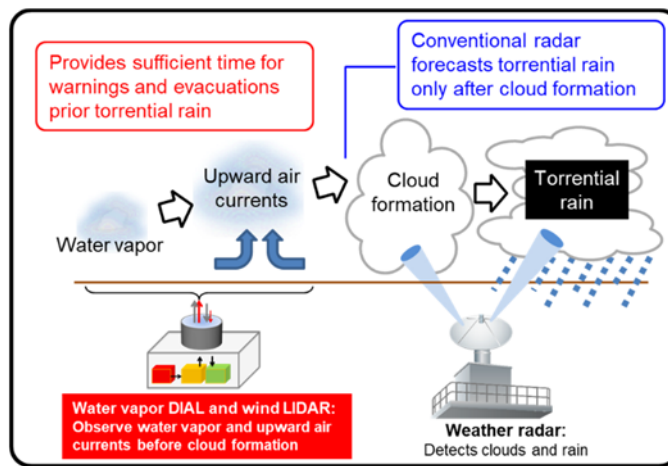 Provides sufficient time for
warnings and evacuations
prior torrential rain
Conventional radar
forecasts torrential rain
only after cloud formation
Water vapor
Upward air
currents
Cloud
formation
Torrential
rain
Water vapor DIAL and wind LIDAR:
Observe water vapor and upward air
currents before cloud formation
Weather radar:
Detects clouds and rain